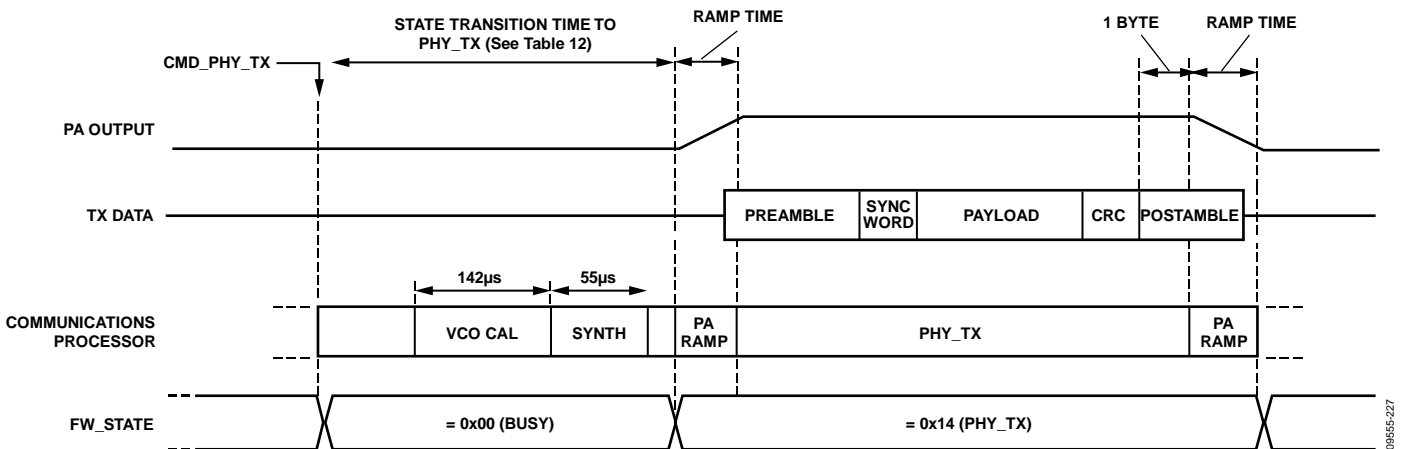 STATE TRANSITION TIME TO
PHY_TX (See Table 12)
RAMP TIME
1 BYTE
RAMP TIME
CMD_PHY_TX
PA OUTPUT
TX DATA
PREAMBLE
SYNC
WORD
PAYLOAD
CRC
POSTAMBLE
142µs
55µs
COMMUNICATIONS
PROCESSOR
VCO CAL
SYNTH
PA
RAMP
PHY_TX
PA
RAMP
FW_STATE
= 0x00 (BUSY)
= 0x14 (PHY_TX)
09555-227